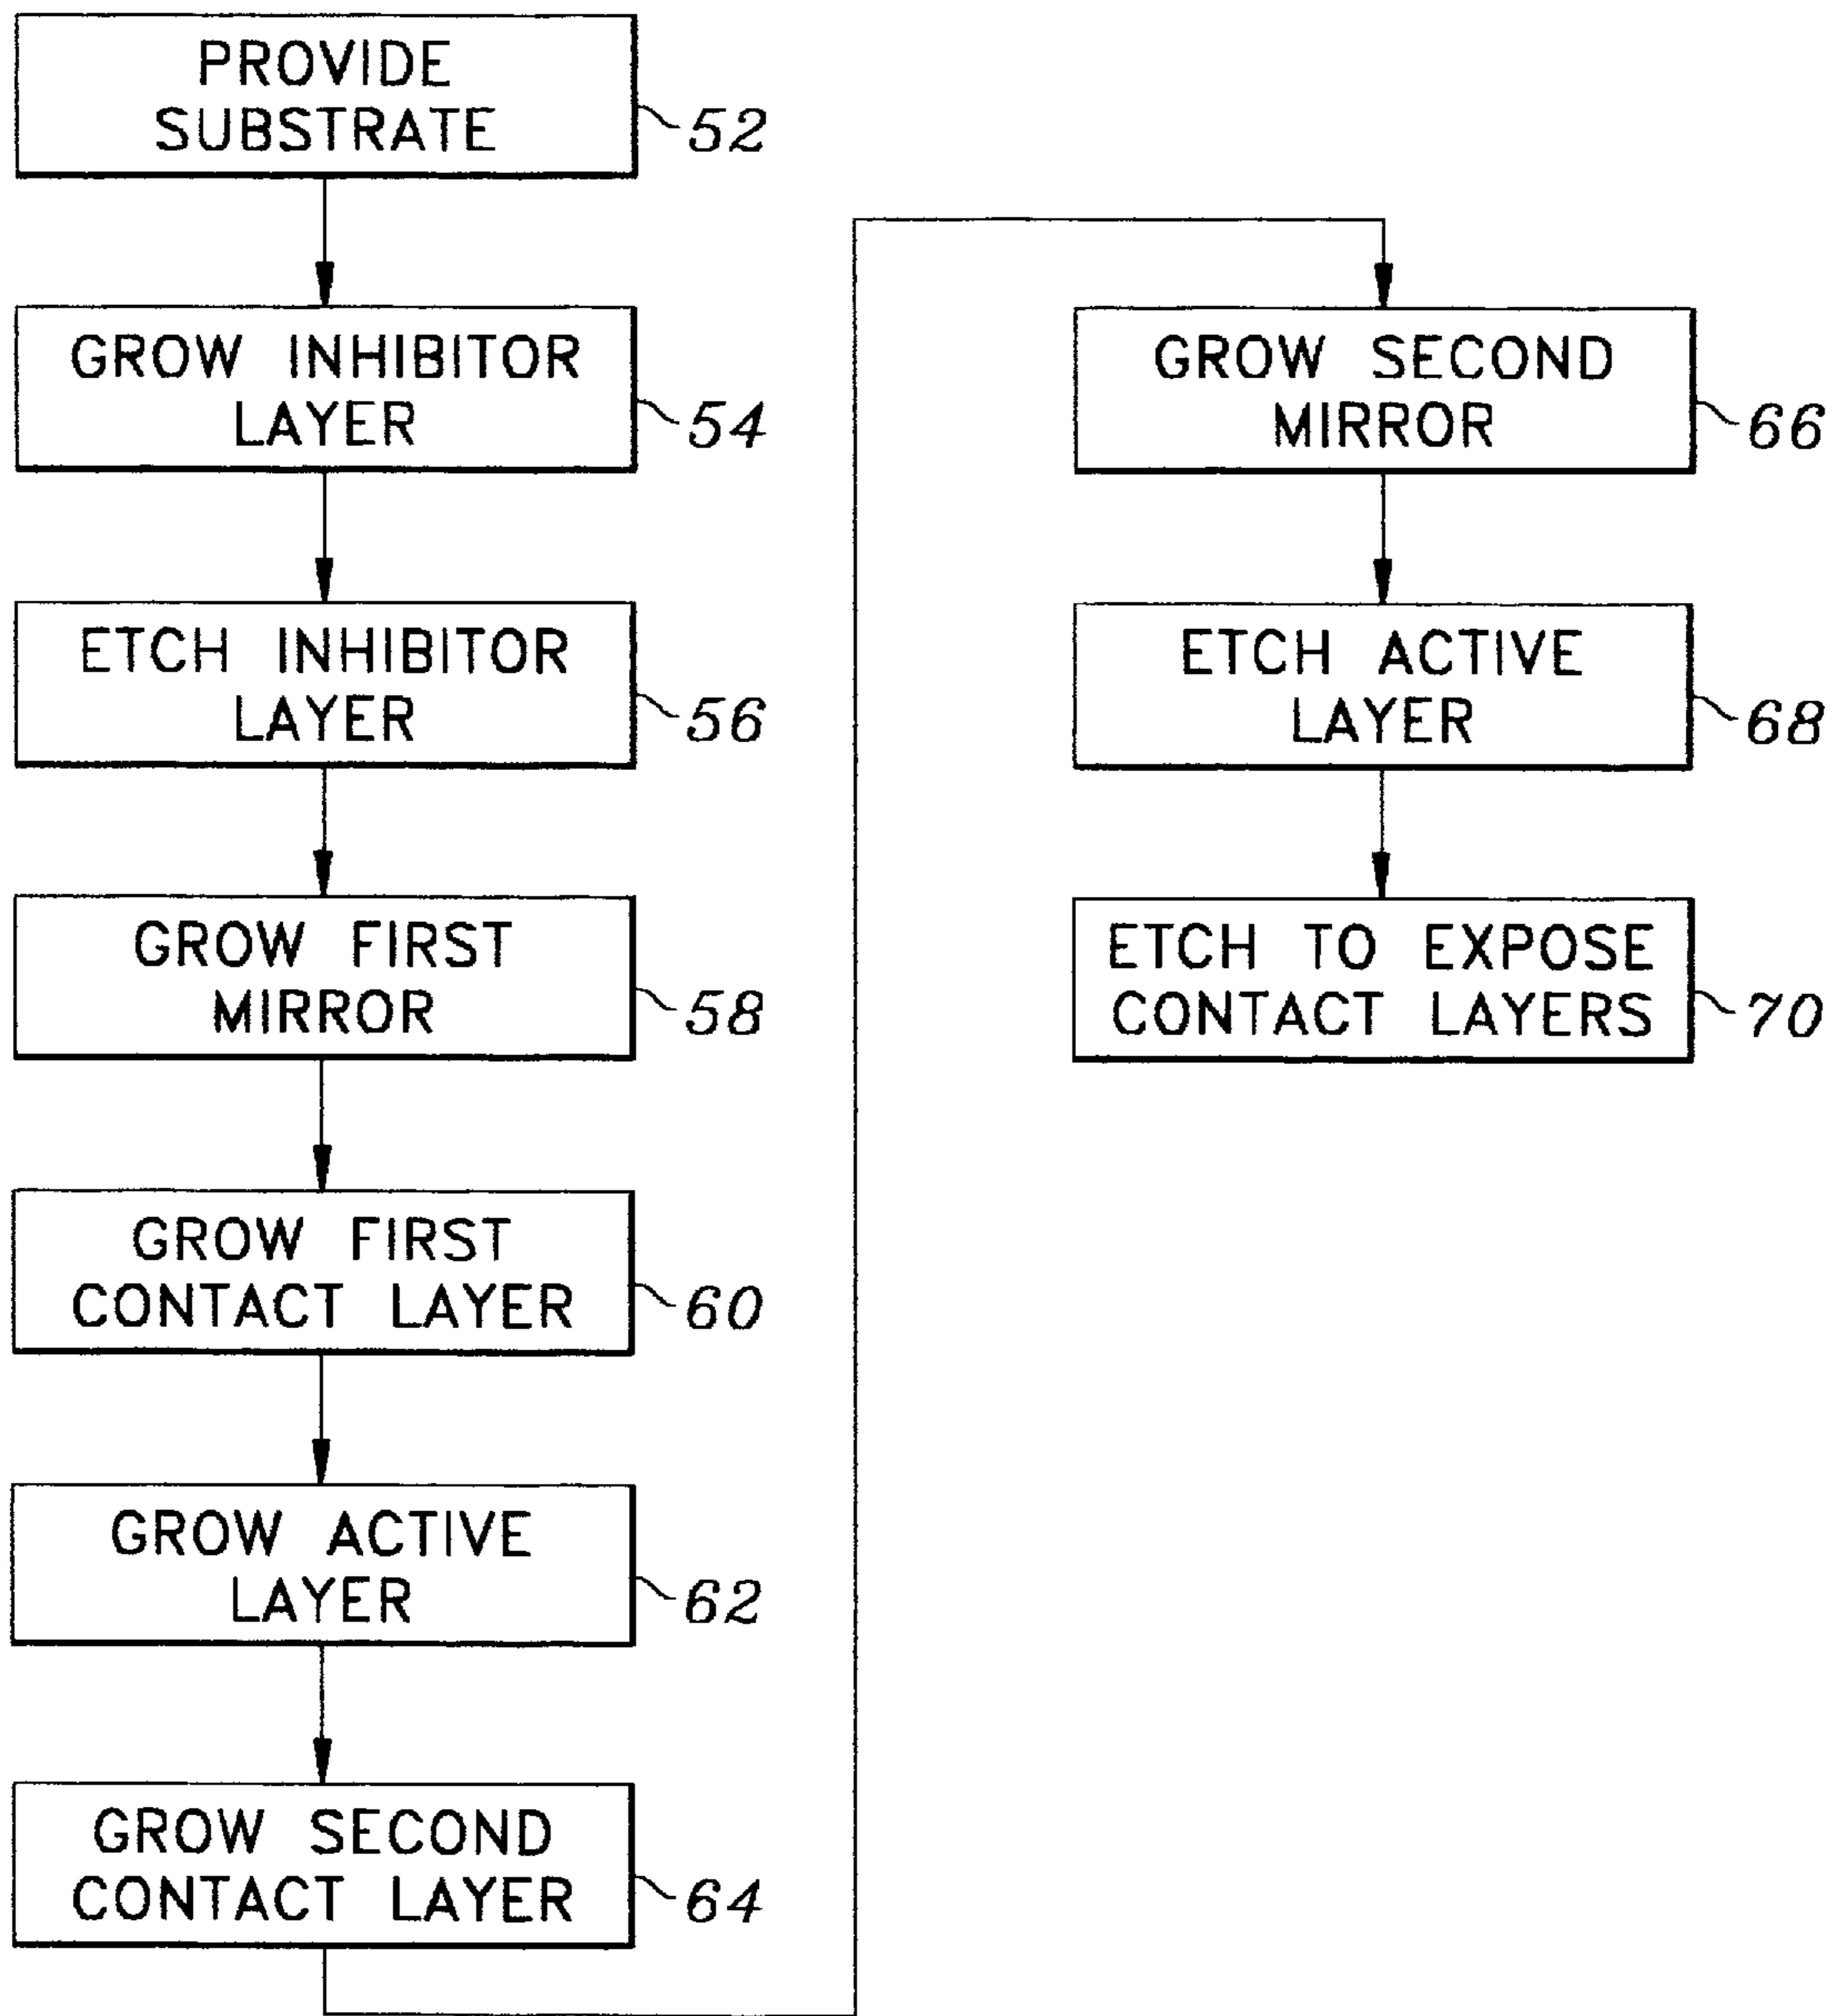 PROVIDE
SUBSTRATE
52
GROW INHIBITOR
LAYER
54
ETCH INHIBITOR
LAYER
56
GROW FIRST
MIRROR
58
GROW FIRST
CONTACT LAYER
60
GROW ACTIVE
LAYER
62
GROW SECOND
CONTACT LAYER
64
GROW SECOND
MIRROR
66
ETCH ACTIVE
LAYER
68
ETCH TO EXPOSE
CONTACT LAYERS
70